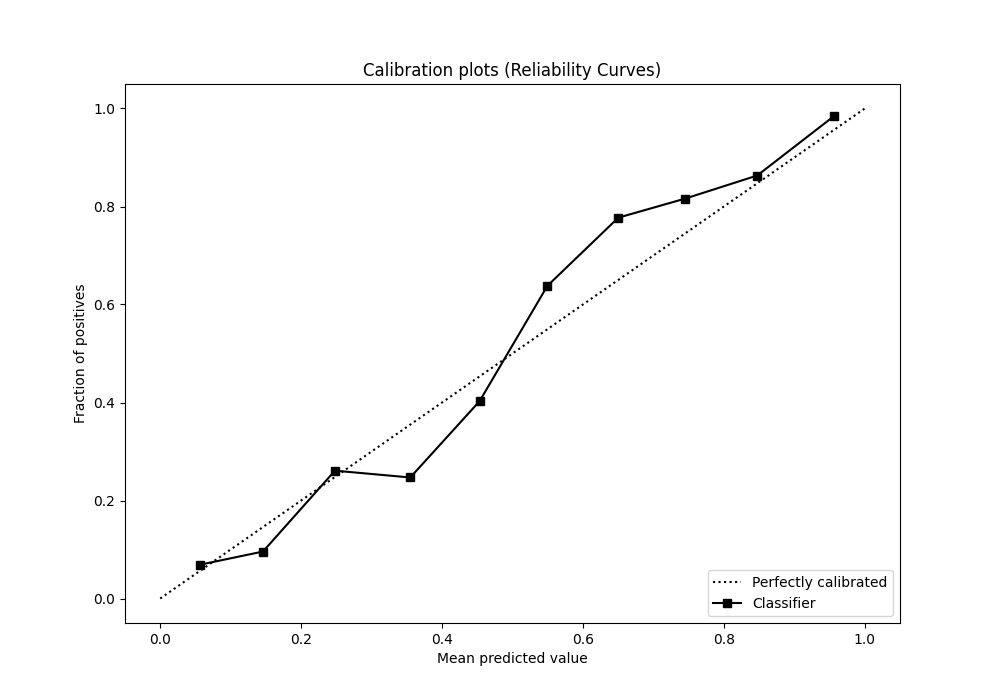 Calibration plots (Reliability Curves)
1.0
0.8
0.6
0.4
0.2
0.0
Fraction of positives
0.0 0.2 0.4 0.6 0.8 1.0
Mean predicted value
Perfectly calibrated
Classifier